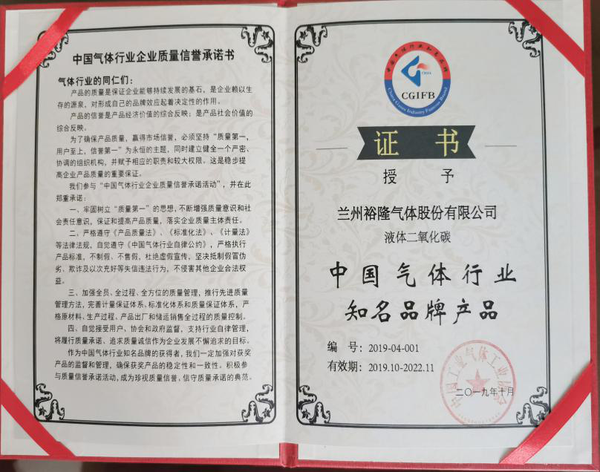 中国气体行业企业质量信誉承诺书
气体行业的同仁们：
产品的质量是保证企业能够持续发展的基石，是企业赖以生
存的源泉，对形成自己的品牌效应起着决定性的作用。
产品的信誉是产品经济价值的综合反映；是产品社会价值的
综合反映。
为了确保产品质量，赢得市场信誉，必须坚持“质量第一，
用户至上，信誉第一”为永恒的主题，同时建立健全一个严密、
协调的组织机构，并赋予相应的职责和较大权限，这是稳步提
高企业产品质量的重要保证。
我们参与“中国气体行业企业质量信誉承诺活动”，并在此
郑重承诺：
一、牢固树立“质量第一”的思想，不断增强质量意识和社
会责任意识，保证和提高产品质量，落实企业质量主体责任。
二、严格遵守《产品质量法》、《标准化法》、《计量法》
等法律法规，自觉遵守《中国气体行业自律公约》，严格执行
产品标准，不制假、不售假，杜绝虚假宣传，坚决抵制假冒伪
劣、欺诈以及以次充好等失信违法行为，不侵害其他企业合法权
益。
三、加强全员、全过程、全方位的质量管理，推行先进质量
管理方法，完善计量保证体系、标准化体系和质量保证体系，严
格原材料、生产过程、产品出厂和储运销售全过程的质量控制。
四、自觉接受用户、协会和政府监督，支持行业自律管理，
将履行质量承诺、追求质量诚信作为企业发展不懈追求的目标。
作为中国气体行业知名品牌的获得者，我们一定加强对获奖
产品的监督和管理，确保获奖产品的稳定性和一致性。积极参
与质量信誉承诺活动，成为珍视质量信誉，信守质量承诺的典范。
CGIFB
证 书
授 予
兰州裕隆气体股份有限公司
液体二氧化碳
中国气体行业
知名品牌产品
编 号：2019-04-001
有效期：2019.10-2022.11
二〇一九年十月